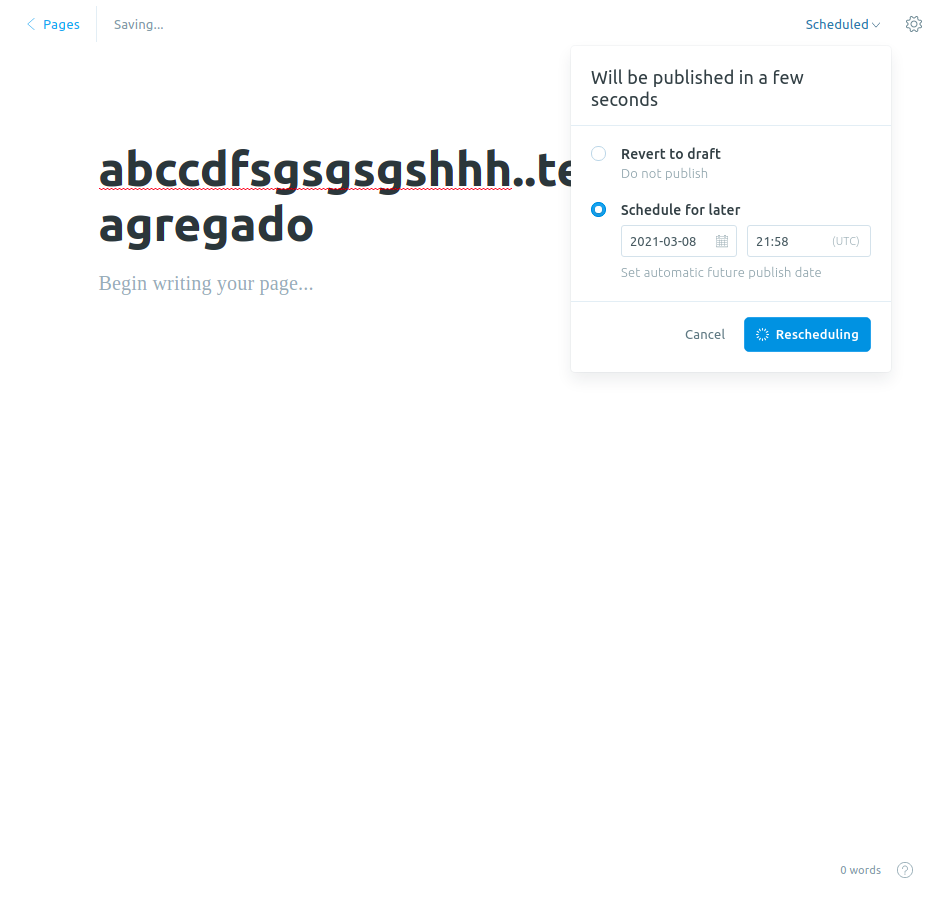 Pages
Saving...
Scheduled
Will be published in a few
seconds
Revert to draft
Do not publish
Schedule for later
2021-03-08
21:58 (UTC)
Set automatic future publish date
Cancel
Rescheduling
abccdfsgsgsgshhh..te
agregado
Begin writing your page...
0 words
?